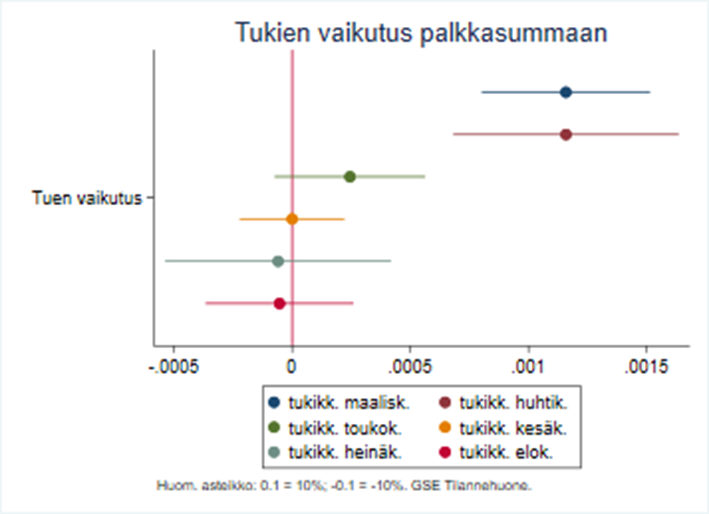 Tukien vaikutus palkkasummaan
Tuen vaikutus
-.0005 0 .0005 .001 .0015
tukikk. maalisk. tukikk. huhtik.
tukikk. toukok. tukikk. kesäk.
tukikk. heinäk. tukikk. elok.
Huom. asteikko: 0.1 = 10%; -0.1 = -10%. GSE Tilannehuone.